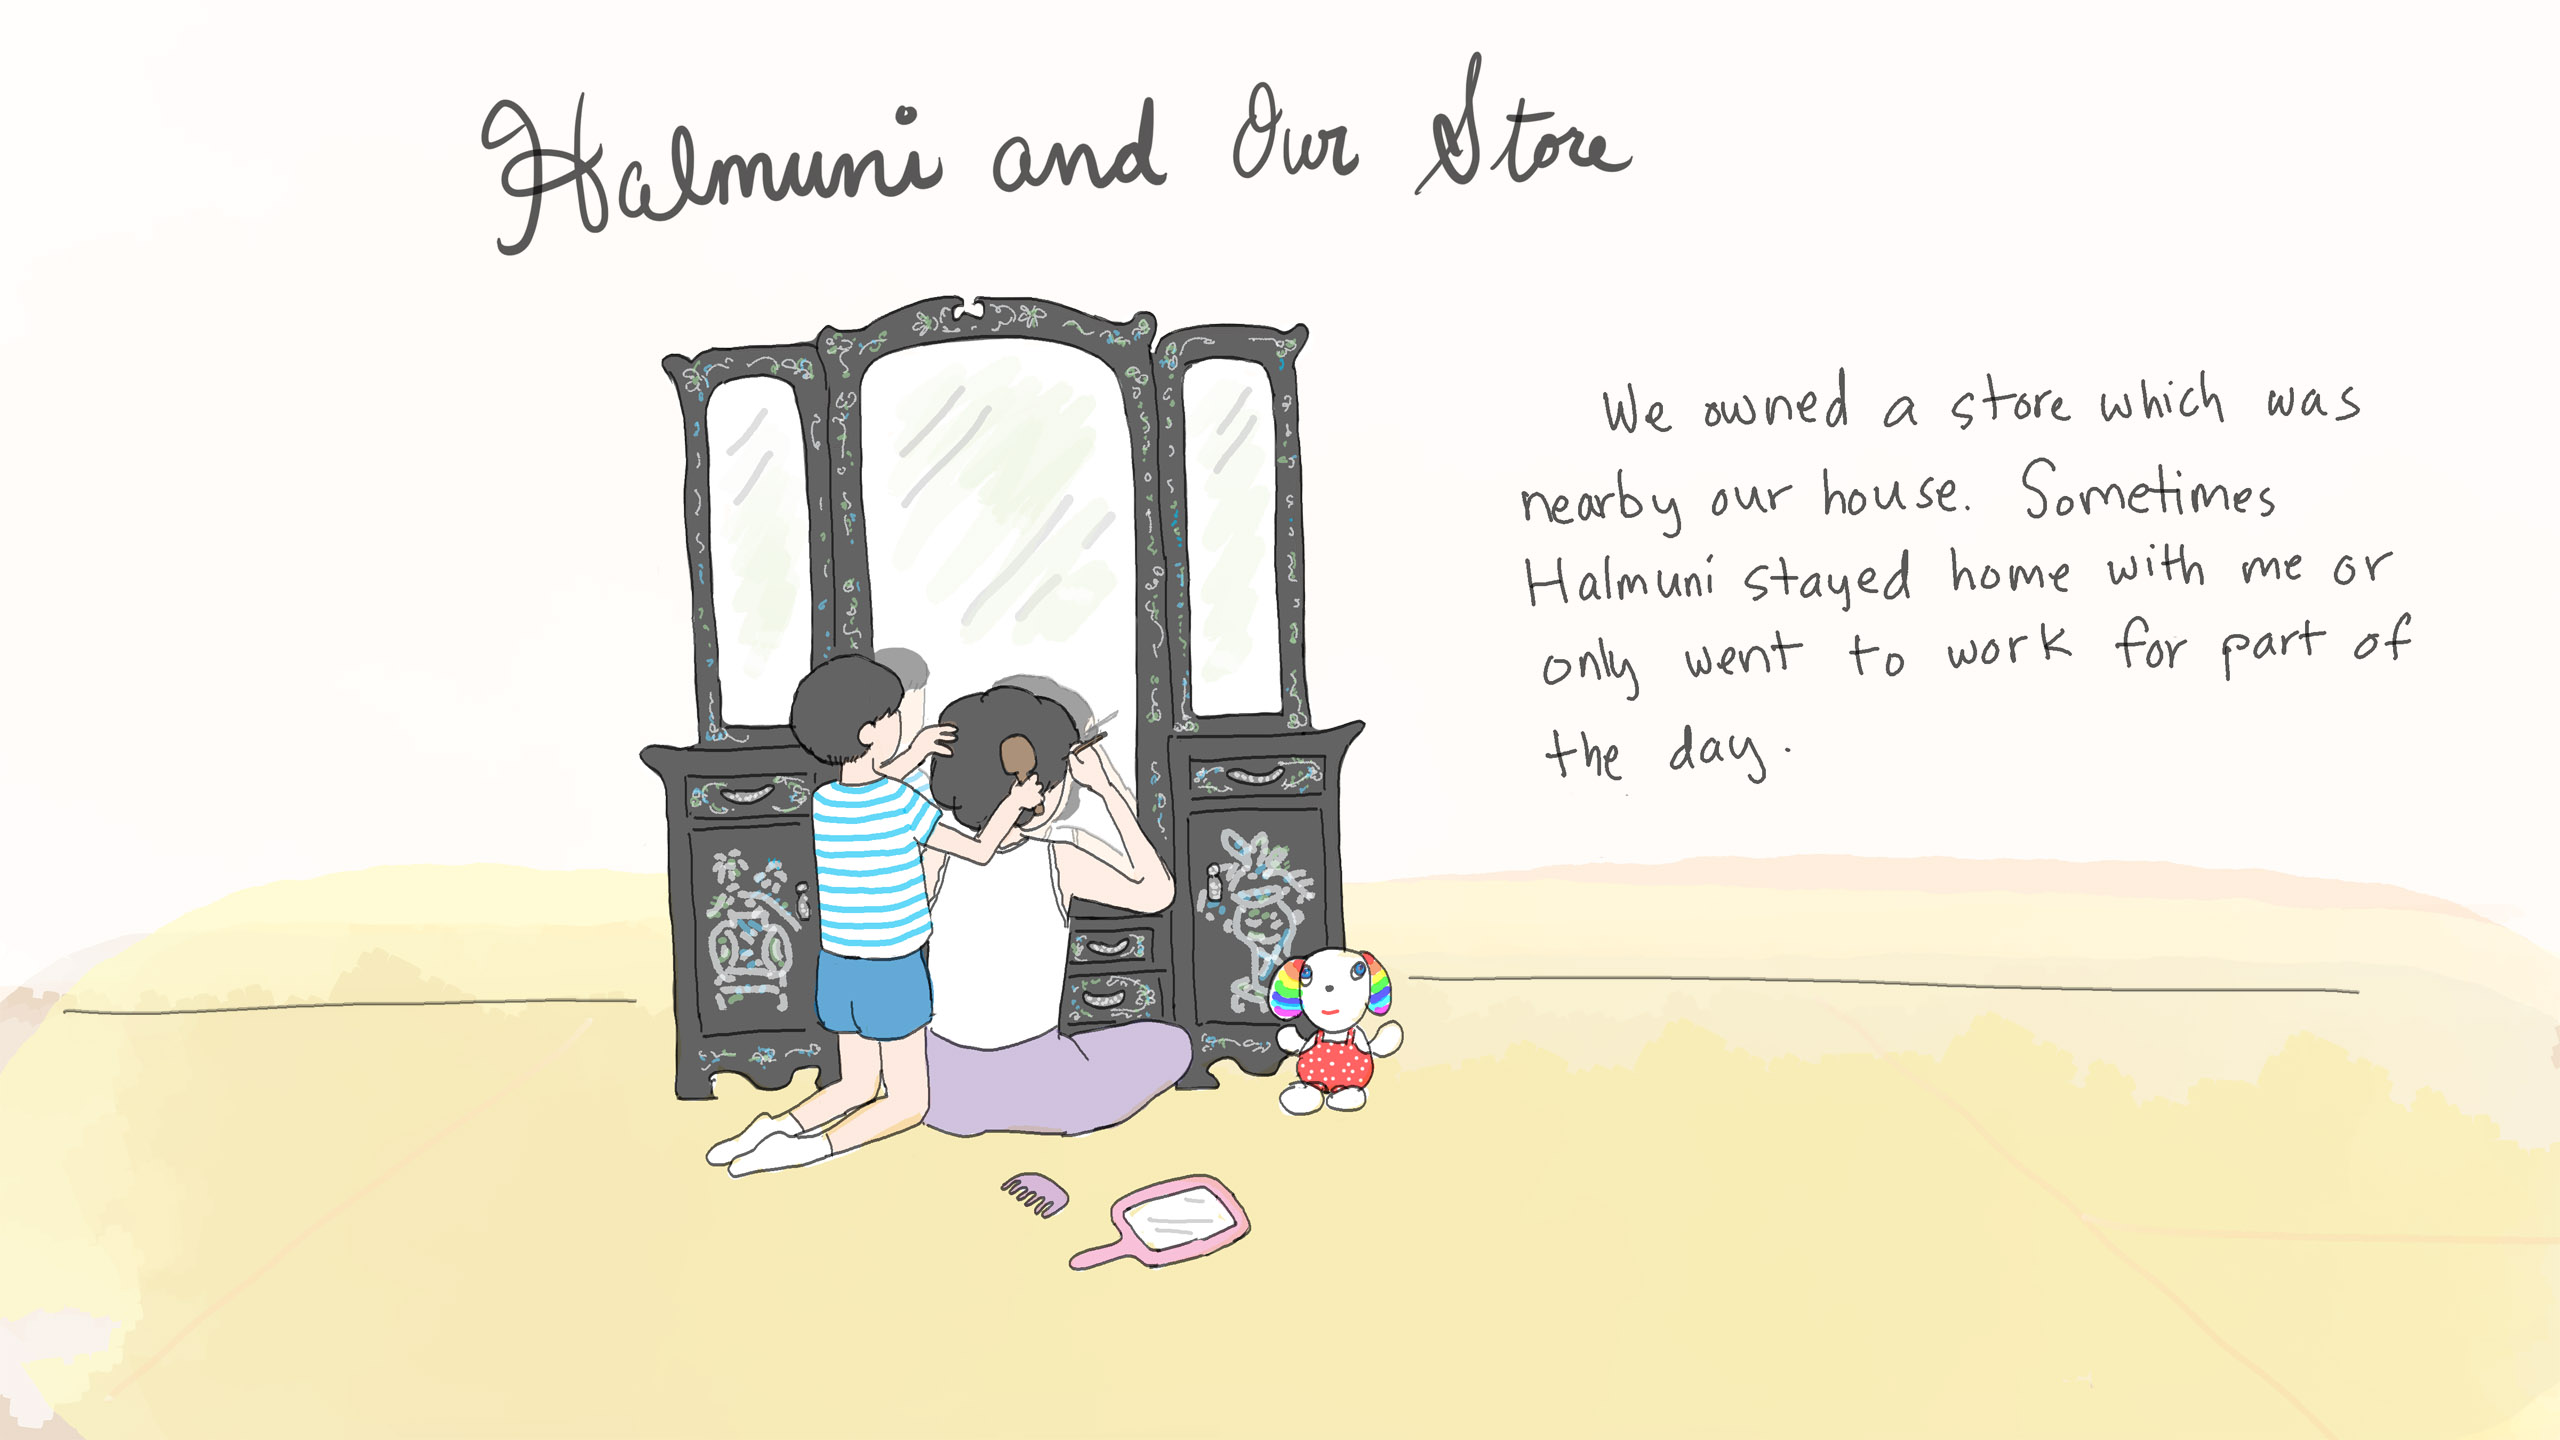 Halmuni and Our Store
We owned a store which was
nearby our house. Sometimes
Halmuni stayed home with me or
only went to work for part of
the day.